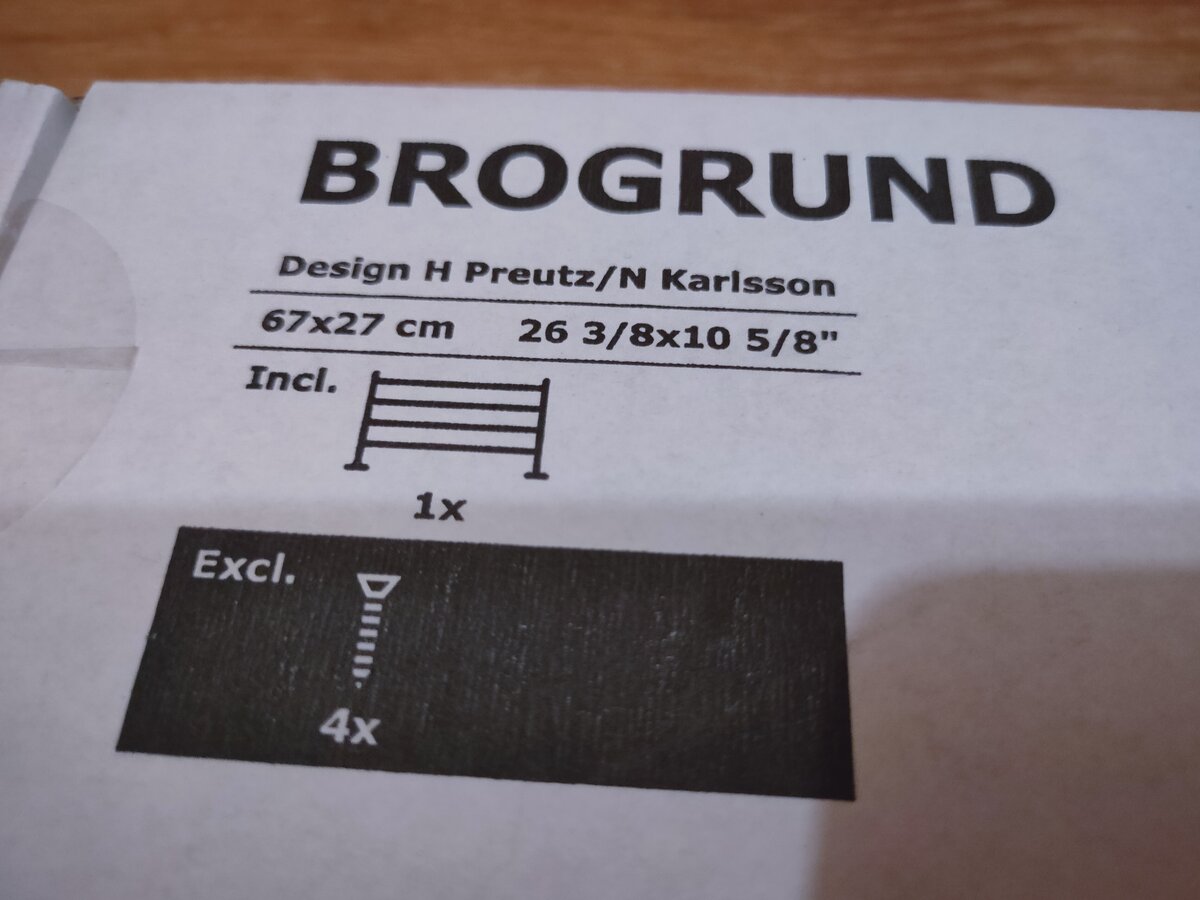 BROGRUND
Design H Preutz/N Karlsson
67x27 cm 26 3/8x10 5/8"
Incl.
1x
Excl.
4x